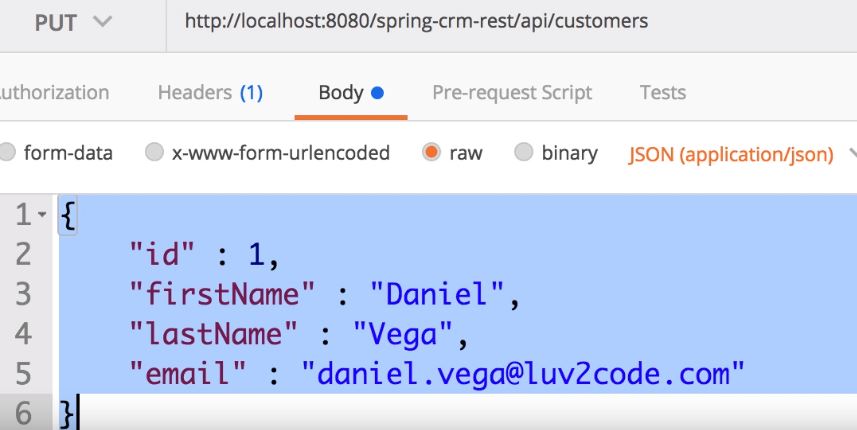 PUT http://localhost:8080/spring-crm-rest/api/customers
uthorization Headers (1) Body Pre-request Script Tests
form-data x-www-form-urlencoded raw binary JSON (application/json)
1 {
2 "id" : 1,
3 "firstName" : "Daniel",
4 "lastName" : "Vega",
5 "email" : "daniel.vega@luv2code.com"
6 }